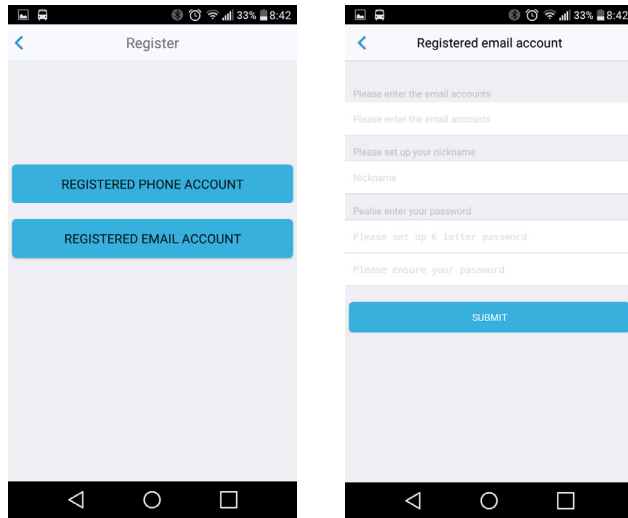 33% 8:42
Register
REGISTERED PHONE ACCOUNT
REGISTERED EMAIL ACCOUNT
33% 8:42
Registered email account
Please enter the email accounts
Please enter the email accounts
Please set up your nickname
Nickname
Pealse enter your password
Please set up 6 letter password
Please ensure your password
SUBMIT